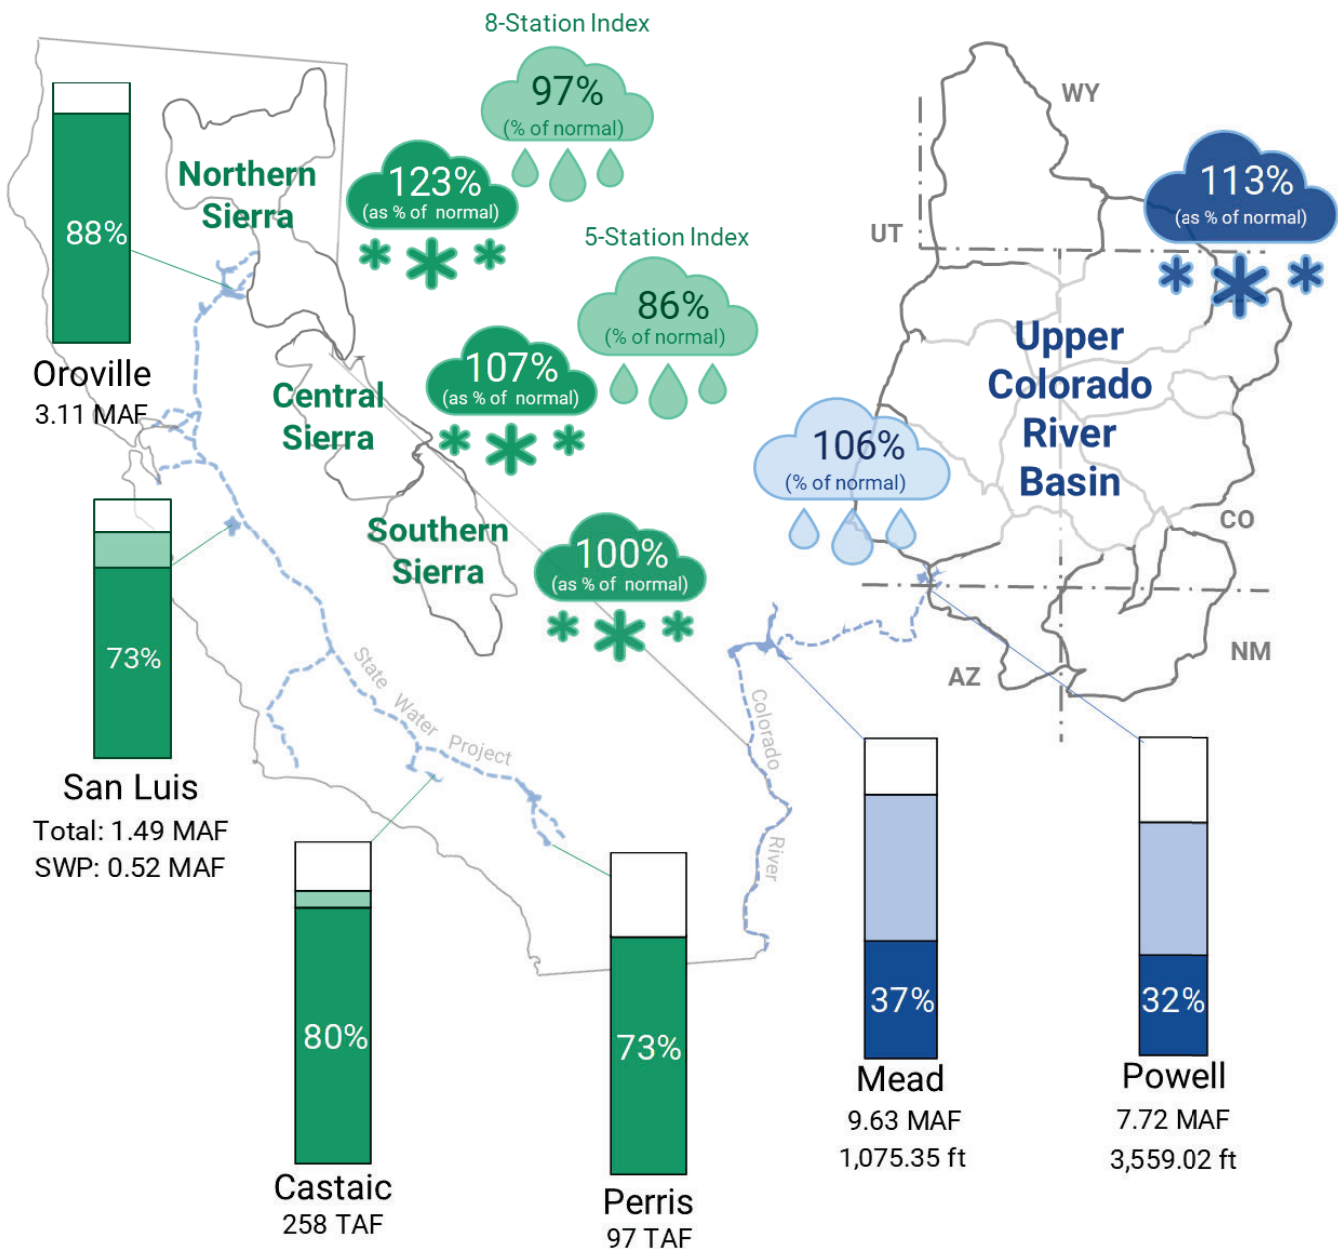 8-Station Index
97%
(% of normal)
WY
Northern
Sierra
123%
(as % of normal)
113%
(as % of normal)
88%
UT
5-Station Index
86%
(% of normal)
Oroville
3.11 MAF
107%
(as % of normal)
Central
Sierra
Upper
Colorado
River
Basin
106%
(% of normal)
CO
Southern
Sierra
100%
(as % of normal)
73%
San Luis
Total: 1.49 MAF
SWP: 0.52 MAF
State Water Project
Colorado River
NM
AZ
80%
Castaic
258 TAF
73%
Perris
97 TAF
37%
Mead
9.63 MAF
1,075.35 ft
32%
Powell
7.72 MAF
3,559.02 ft